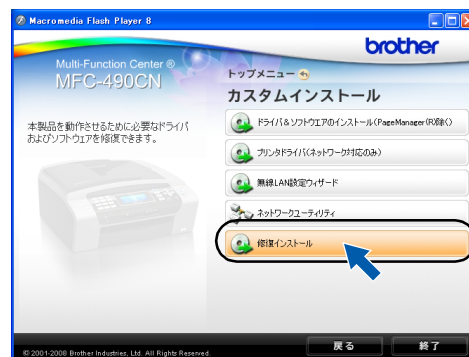 Macromedia Flash Player 8
brother
Multi-Function Center ®
MFC-490CN
トップメニュー
カスタムインストール
本製品を動作させるために必要なドライバ
およびソフトウェアを修復できます。
ドライバ&ソフトウエアのインストール(PageManager(R)除く)
プリンタドライバ(ネットワーク対応のみ)
無線LAN設定ウィザード
ネットワークユーティリティ
修復インストール
© 2001-2008 Brother Industries, Ltd. All Rights Reserved.
戻る
終了